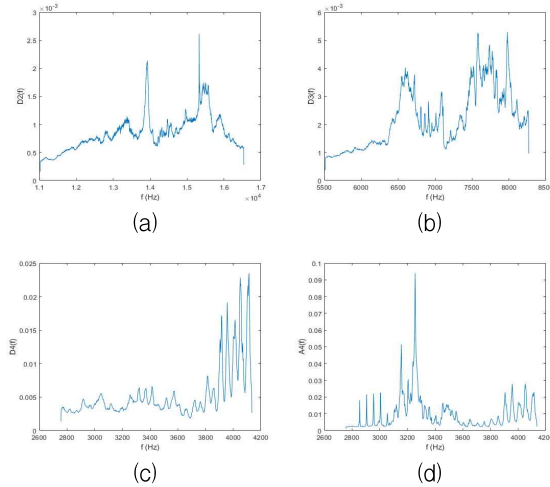 ×10⁻³
3
2.5
2
1.5
1
0.5
0
D2(f)
1.1 1.2 1.3 1.4 1.5 1.6 1.7
f (Hz)
×10⁴
(a)
×10⁻³
6
5
4
3
2
1
0
D3(f)
5500 6000 6500 7000 7500 8000 850
f (Hz)
(b)
0.025
0.02
0.015
0.01
0.005
0
D4(f)
2600 2800 3000 3200 3400 3600 3800 4000 4200
f (Hz)
(c)
0.1
0.09
0.08
0.07
0.06
0.05
0.04
0.03
0.02
0.01
0
A4(f)
2600 2800 3000 3200 3400 3600 3800 4000 420
f (Hz)
(d)